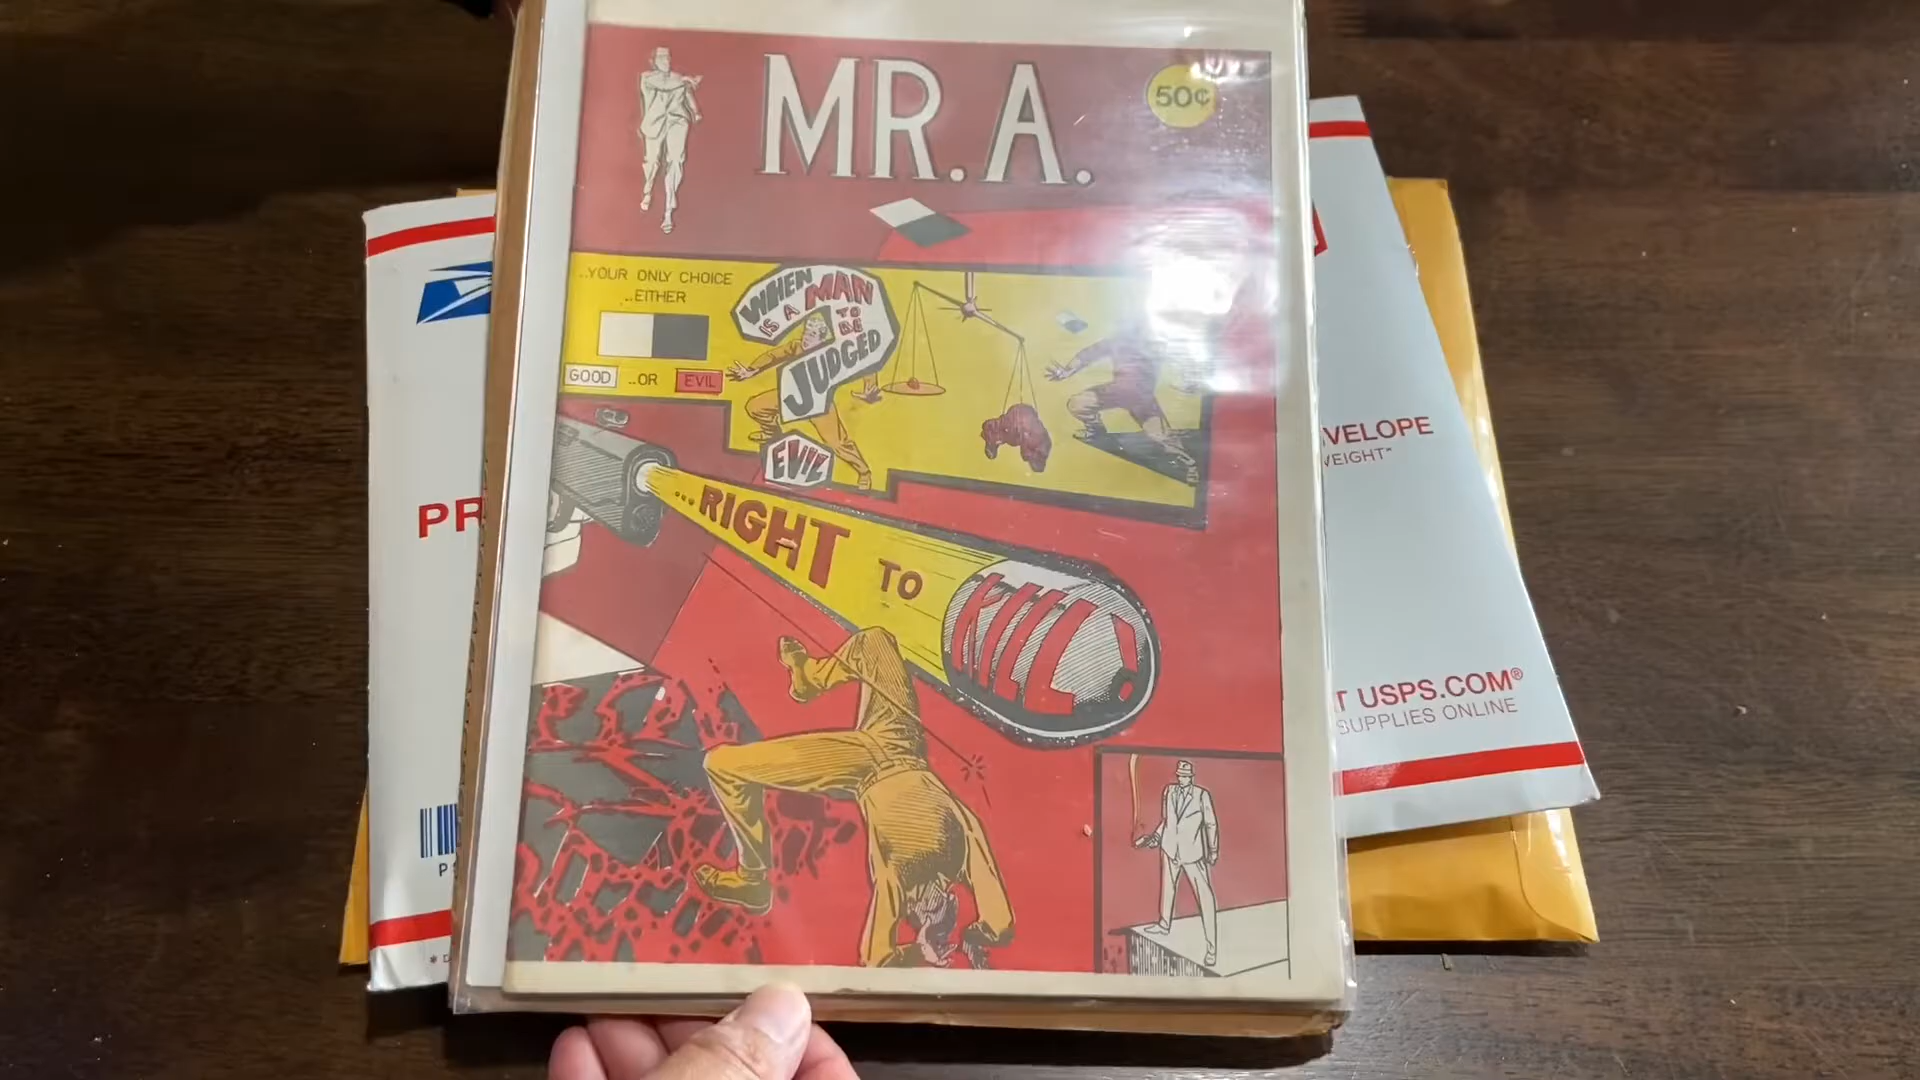 MR. A.
50¢
..YOUR ONLY CHOICE
..EITHER
GOOD ..OR EVIL
WHEN
IS A MAN
TO
BE
JUDGED
EVIL
...RIGHT TO
KILL
PR
VELOPE
USPS.COM®
SUPPLIES ONLINE